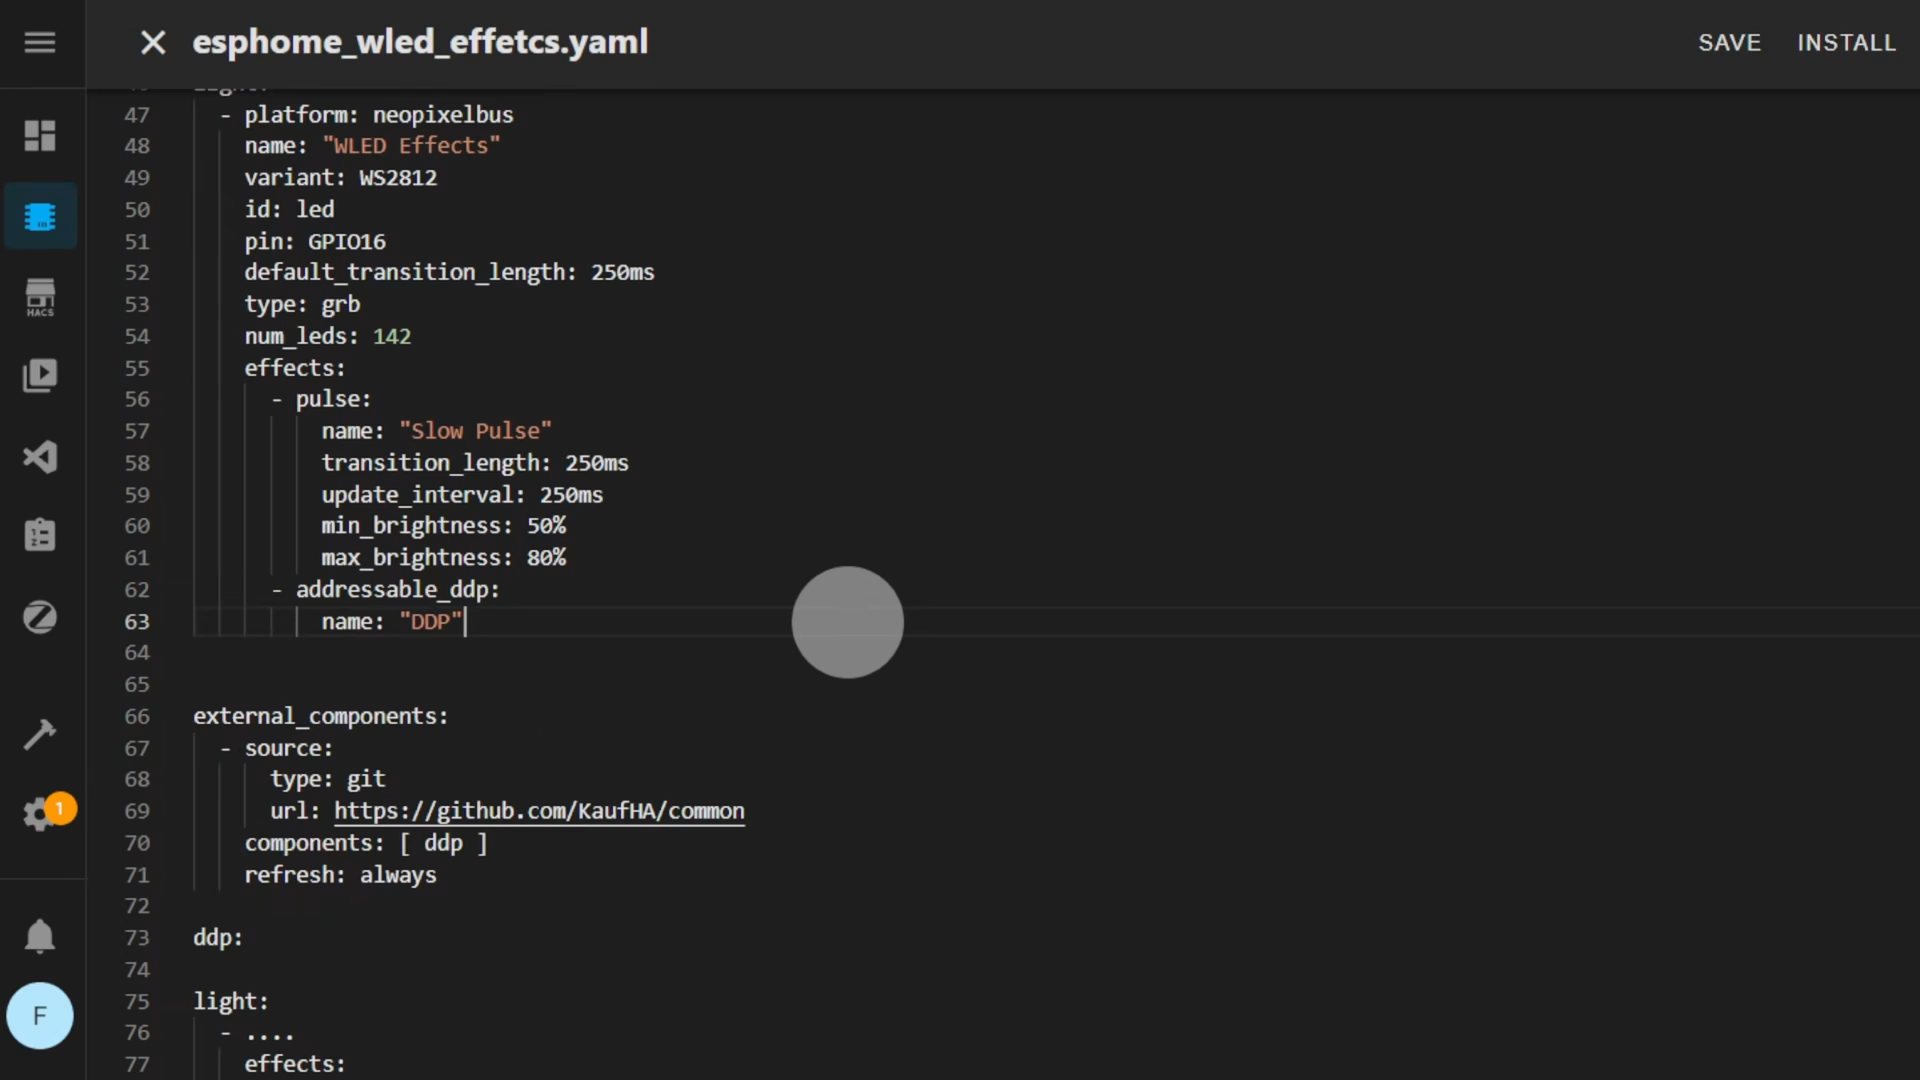 esphome_wled_effetcs.yaml
SAVE INSTALL
47 - platform: neopixelbus
48 name: "WLED Effects"
49 variant: WS2812
50 id: led
51 pin: GPIO16
52 default_transition_length: 250ms
53 type: grb
54 num_leds: 142
55 effects:
56 - pulse:
57 name: "Slow Pulse"
58 transition_length: 250ms
59 update_interval: 250ms
60 min_brightness: 50%
61 max_brightness: 80%
62 - addressable_ddp:
63 name: "DDP"
64
65
66 external_components:
67 - source:
68 type: git
69 url: https://github.com/KaufHA/common
70 components: [ ddp ]
71 refresh: always
72
73 ddp:
74
75 light:
76 - ....
77 effects:
HACS
1
F